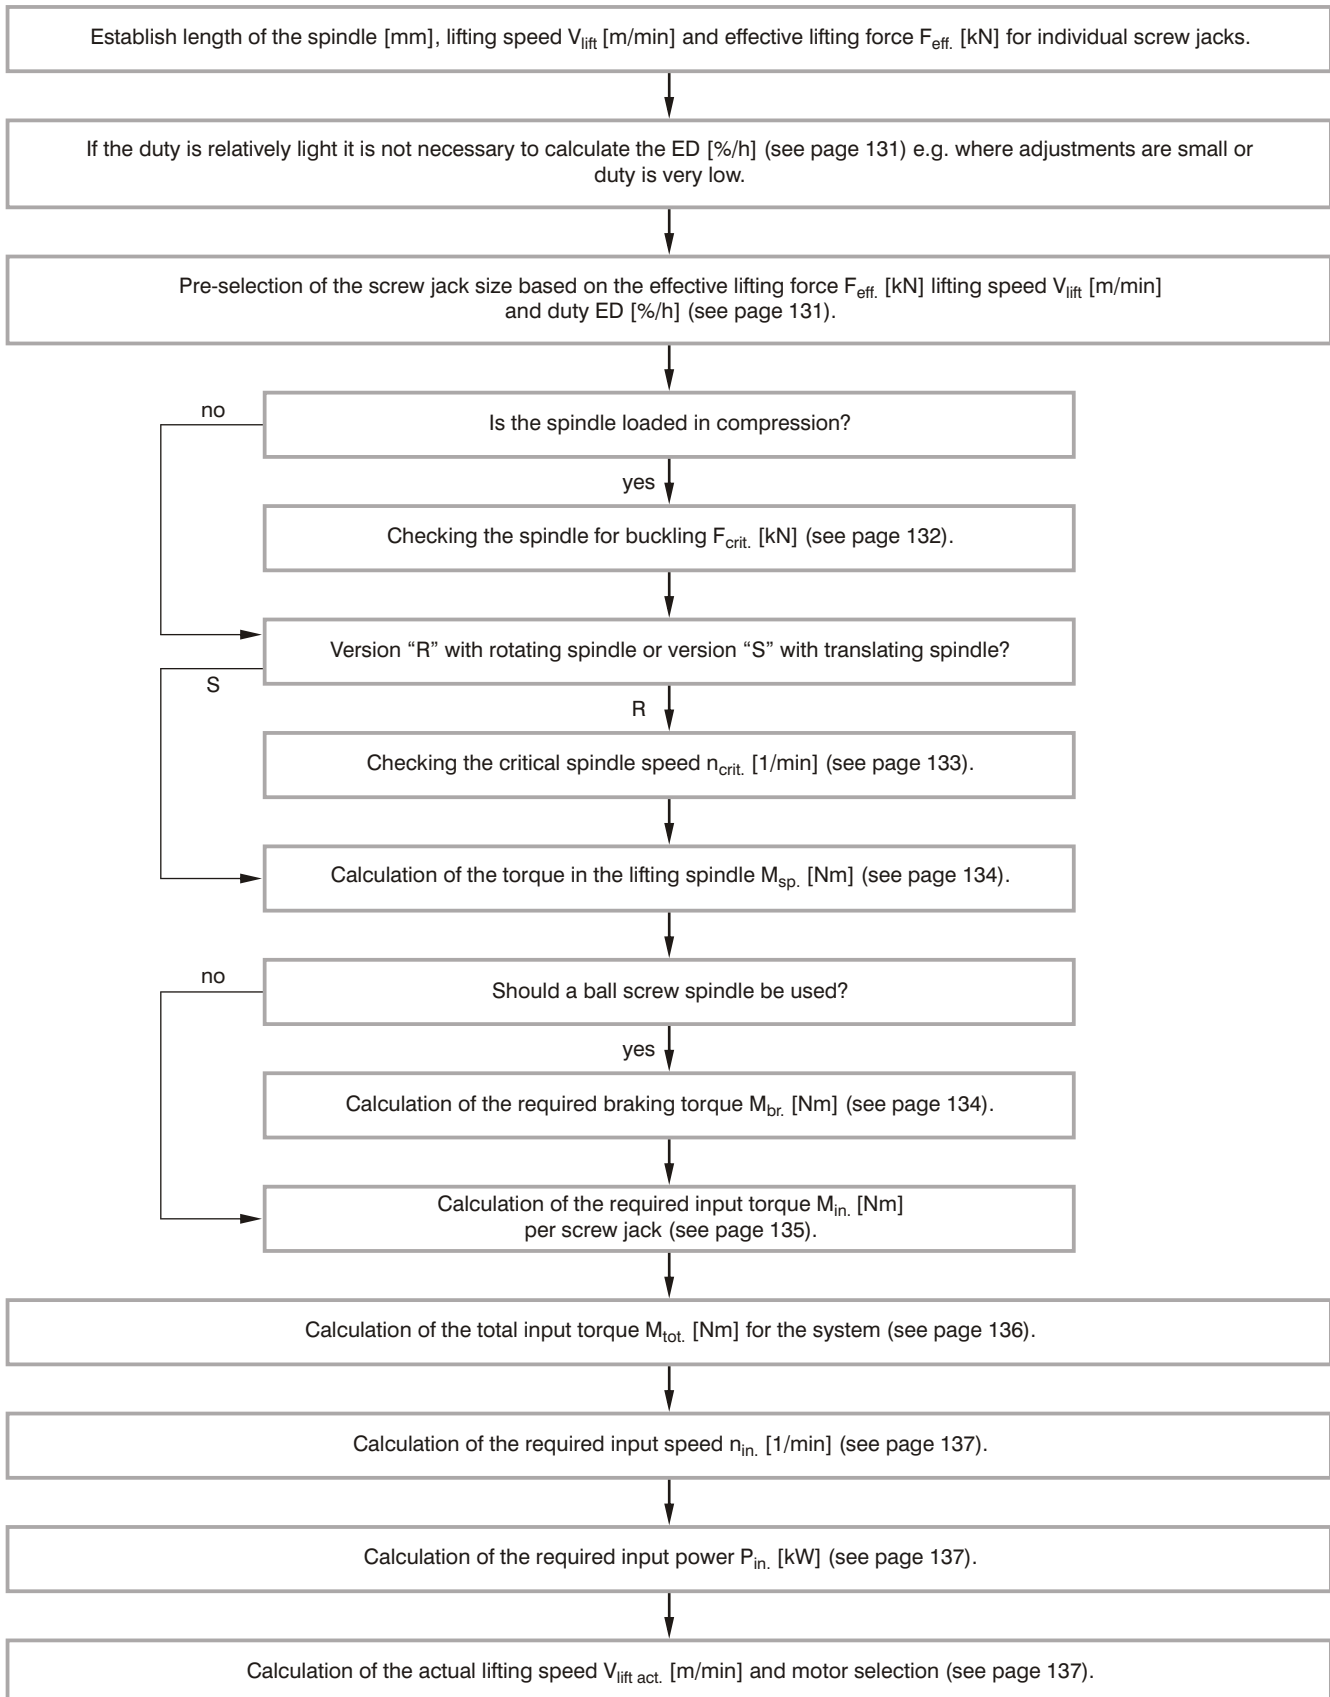 Establish length of the spindle [mm], lifting speed Vlift [m/min] and effective lifting force Feff. [kN] for individual screw jacks.
If the duty is relatively light it is not necessary to calculate the ED [%/h] (see page 131) e.g. where adjustments are small or
duty is very low.
Pre-selection of the screw jack size based on the effective lifting force Feff. [kN] lifting speed Vlift [m/min]
and duty ED [%/h] (see page 131).
no
Is the spindle loaded in compression?
yes
Checking the spindle for buckling Fcrit. [kN] (see page 132).
Version “R” with rotating spindle or version “S” with translating spindle?
S
R
Checking the critical spindle speed ncrit. [1/min] (see page 133).
Calculation of the torque in the lifting spindle Msp. [Nm] (see page 134).
no
Should a ball screw spindle be used?
yes
Calculation of the required braking torque Mbr. [Nm] (see page 134).
Calculation of the required input torque Min. [Nm]
per screw jack (see page 135).
Calculation of the total input torque Mtot. [Nm] for the system (see page 136).
Calculation of the required input speed nin. [1/min] (see page 137).
Calculation of the required input power Pin. [kW] (see page 137).
Calculation of the actual lifting speed Vlift act. [m/min] and motor selection (see page 137).